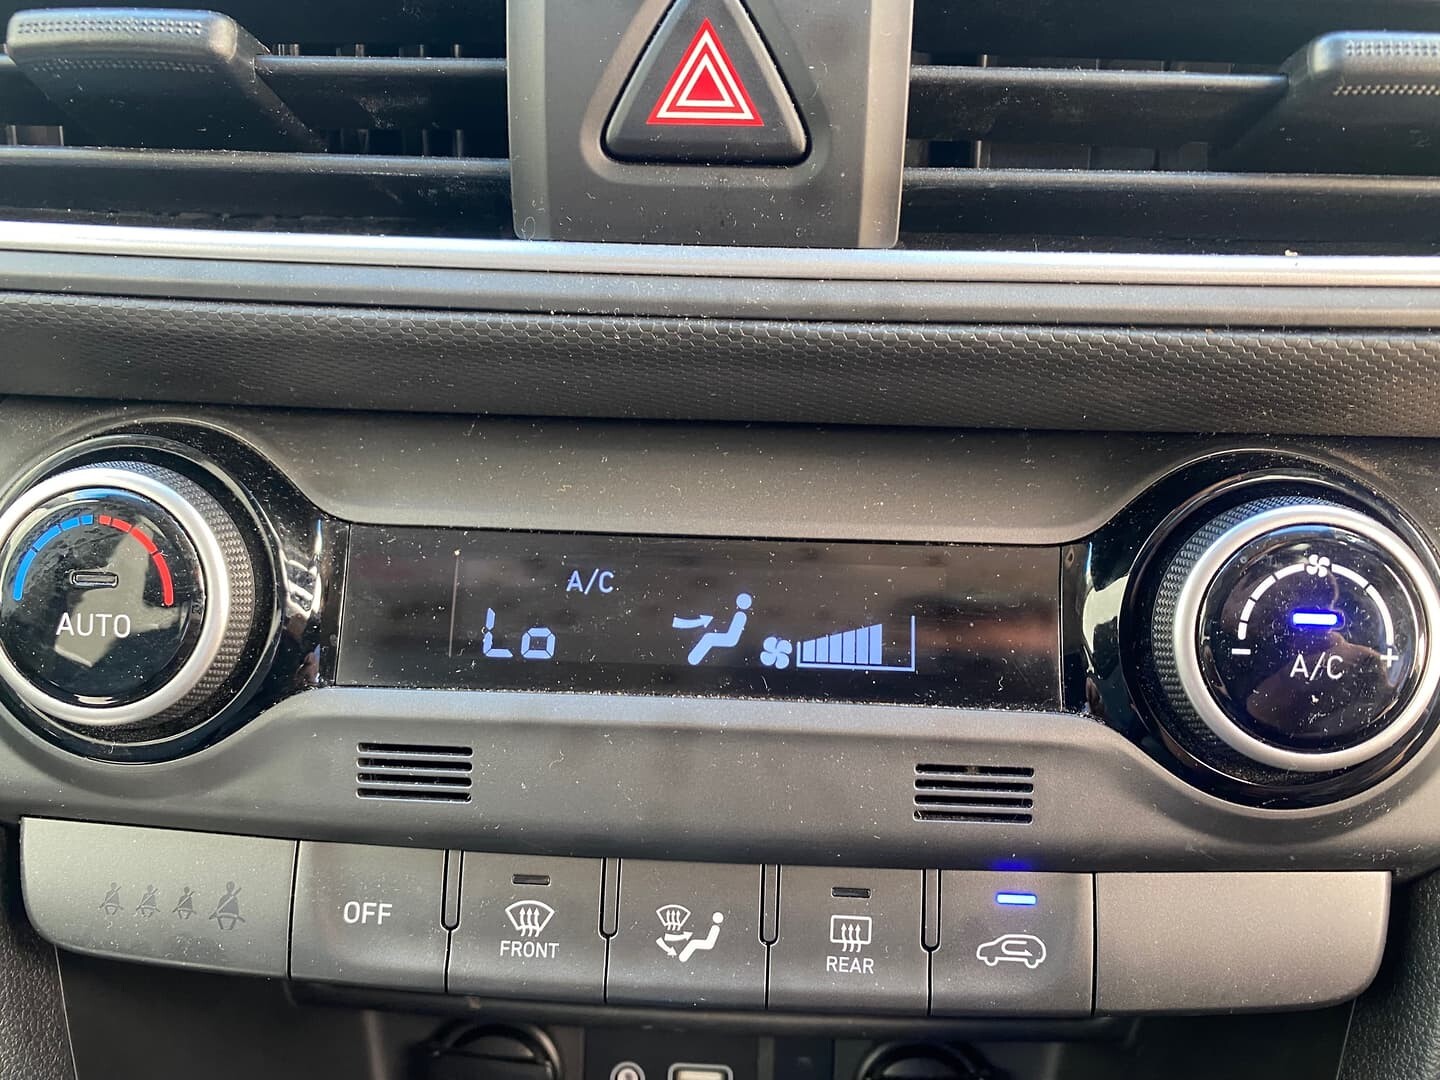 A/C
Lo
AUTO
- +
A/C
OFF
FRONT
REAR